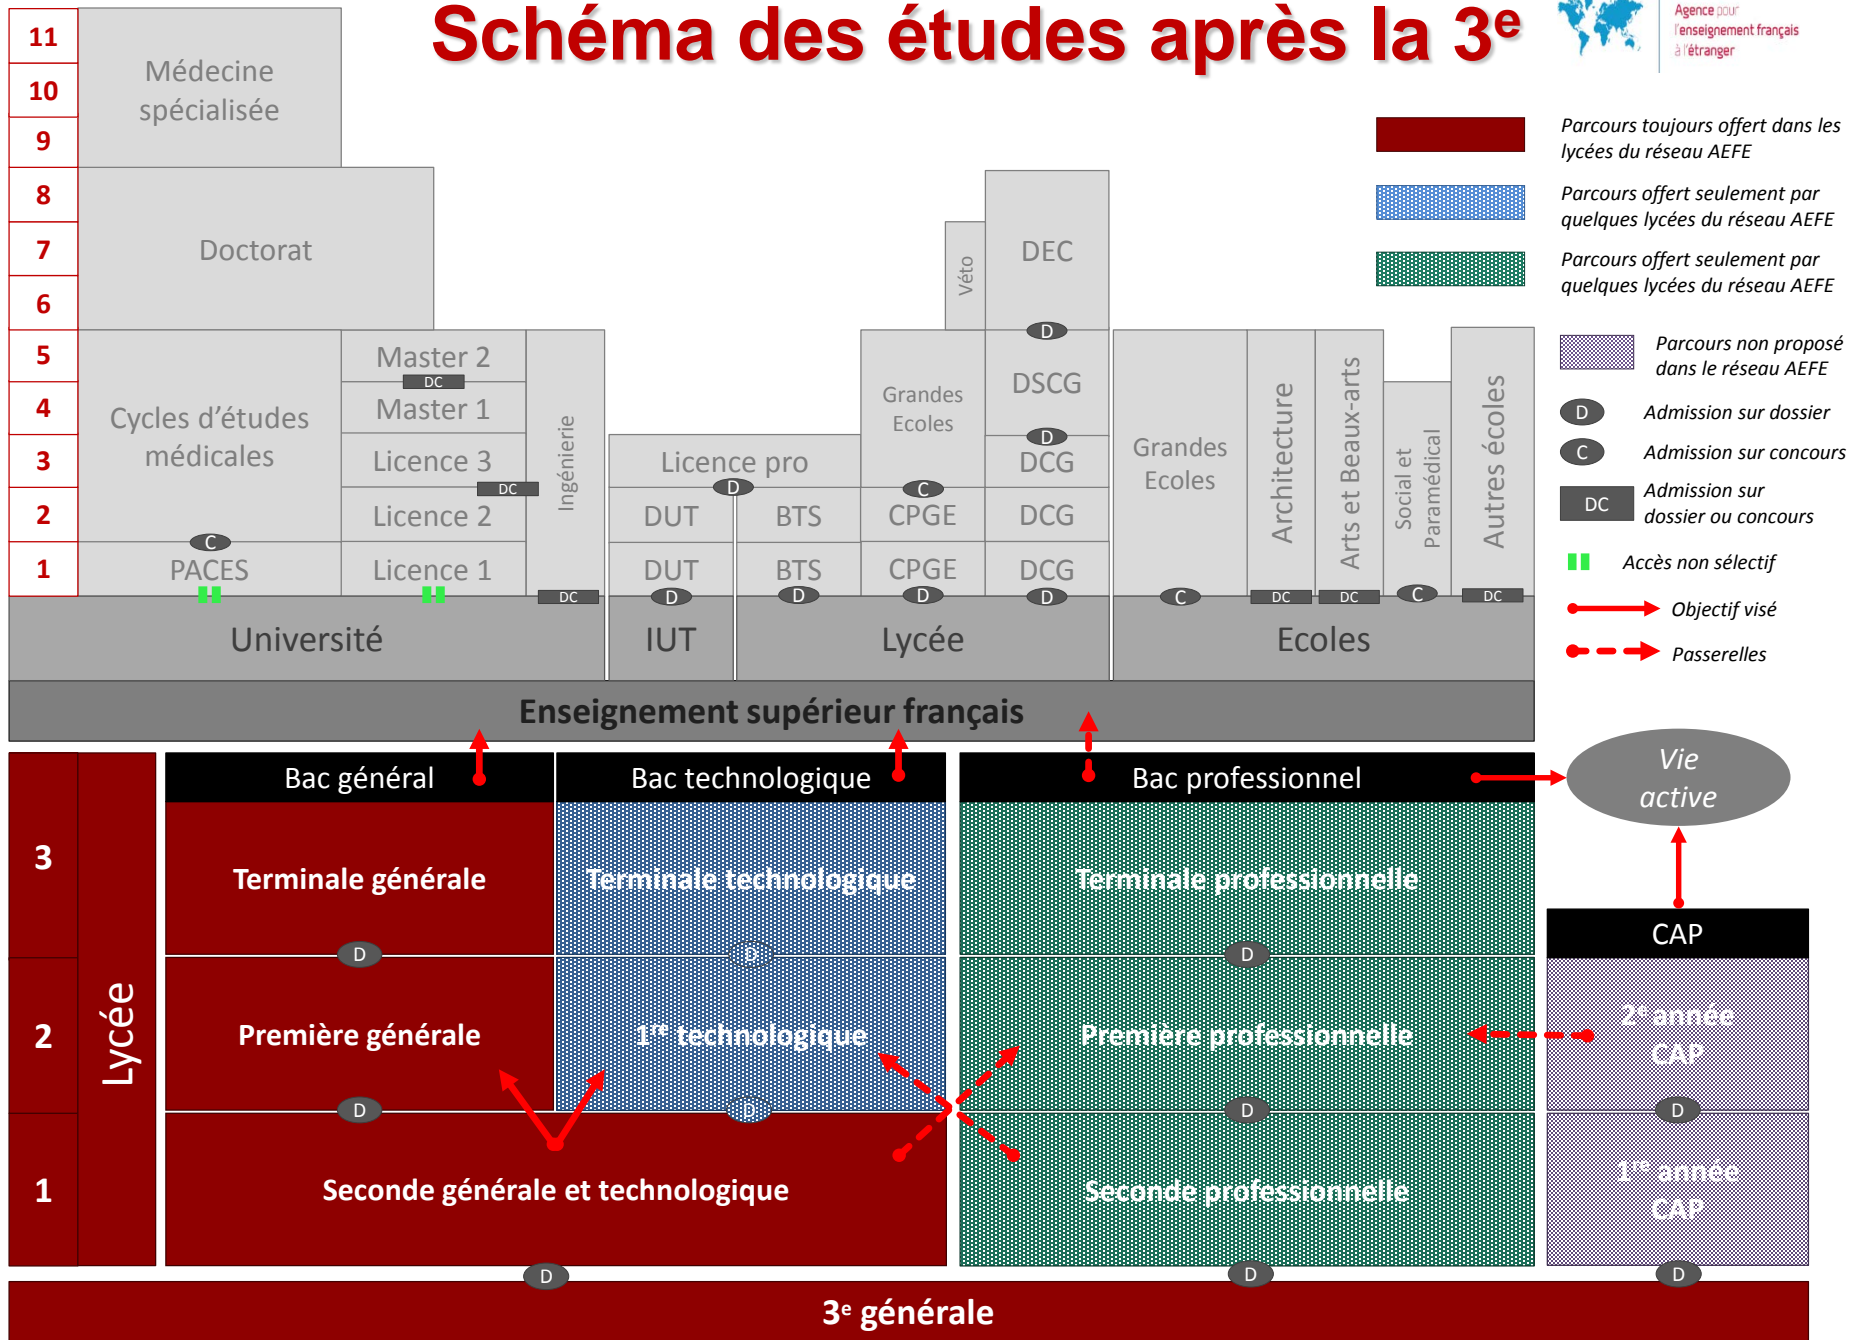 Schéma des études après la 3e
Agence pour
l'enseignement français
à l'étranger
11
10
9
8
7
6
5
4
3
2
1
Médecine
spécialisée
Doctorat
Cycles d'études
médicales
C
PACES
Master 2
DC
Master 1
Licence 3
DC
Licence 2
Licence 1
Ingénierie
DC
Licence pro
D
DUT
BTS
DUT
BTS
D
D
Grandes
Ecoles
C
CPGE
CPGE
D
Véto
DEC
D
DSCG
D
DCG
DCG
DCG
D
Grandes
Ecoles
C
Architecture
DC
Arts et Beaux-arts
DC
Social et
Paramédical
C
Autres écoles
DC
Université
IUT
Lycée
Ecoles
Enseignement supérieur français
Parcours toujours offert dans les
lycées du réseau AEFE
Parcours offert seulement par
quelques lycées du réseau AEFE
Parcours offert seulement par
quelques lycées du réseau AEFE
Parcours non proposé
dans le réseau AEFE
D
Admission sur dossier
C
Admission sur concours
DC
Admission sur
dossier ou concours
Accès non sélectif
Objectif visé
Passerelles
Bac général
Bac technologique
Bac professionnel
Vie
active
3
Terminale générale
Terminale technologique
Terminale professionnelle
D
D
D
CAP
Lycée
2
Première générale
1re technologique
Première professionnelle
2e année
CAP
D
D
D
D
1
Seconde générale et technologique
Seconde professionnelle
1re année
CAP
D
D
D
3e générale